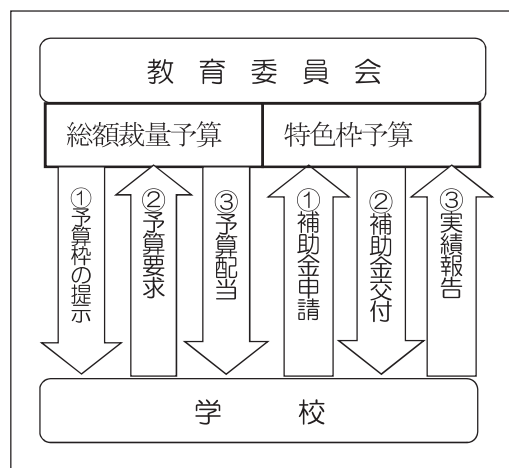 教育委員会
総額裁量予算
特色枠予算
①予算枠の提示
②予算要求
③予算配当
①補助金申請
②補助金交付
③実績報告
学校